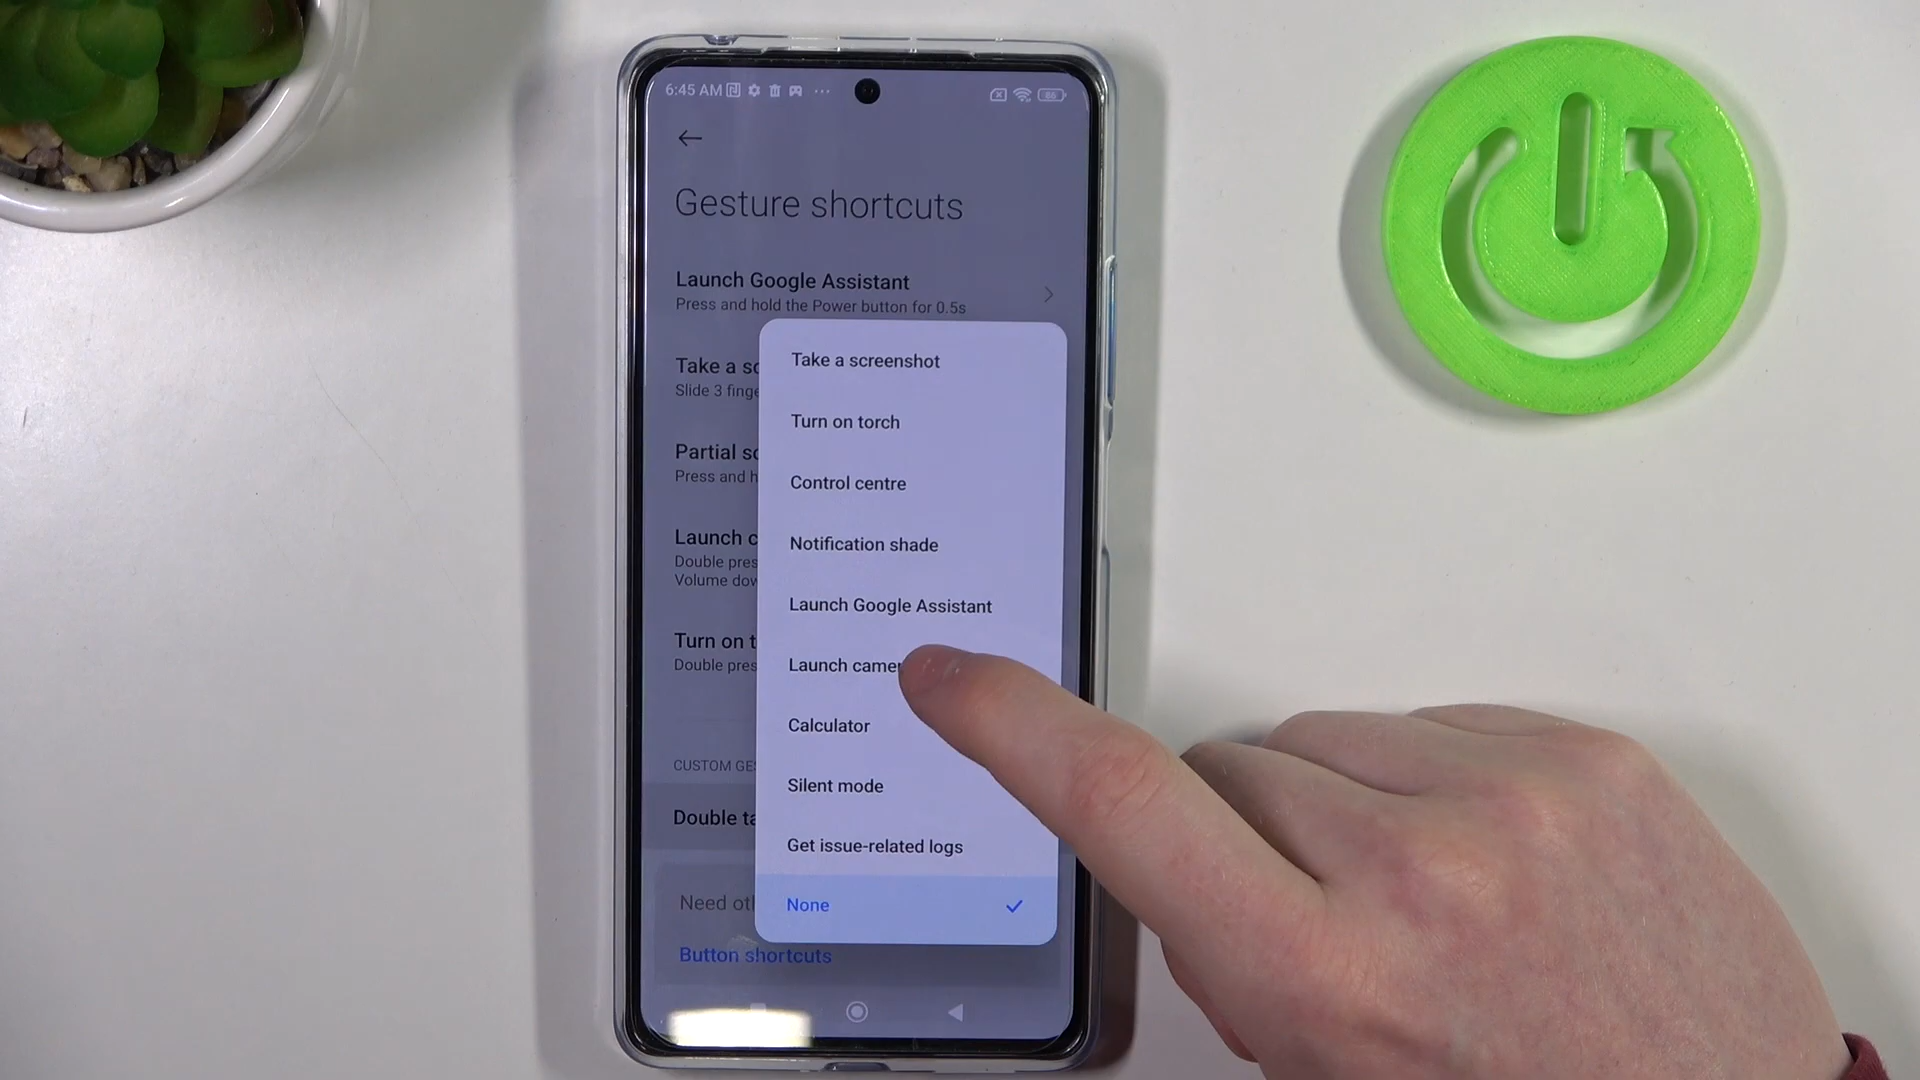 6:45 AM
86
Gesture shortcuts
Launch Google Assistant
Press and hold the Power button for 0.5s
Take a sc
Slide 3 finge
Partial sc
Press and h
Launch c
Double pres
Volume dow
Turn on t
Double pres
CUSTOM GES
Double ta
Need oth
Button shortcuts
Take a screenshot
Turn on torch
Control centre
Notification shade
Launch Google Assistant
Launch camer
Calculator
Silent mode
Get issue-related logs
None